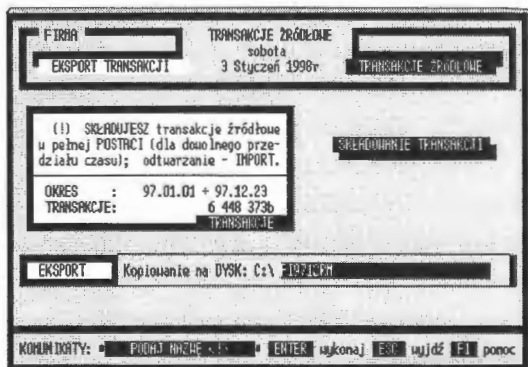 FIRMA
TRANSAKCJE ŹRÓDŁOWE
sobota
3 Styczeń 1998r
EKSPORT TRANSAKCJI
TRANSAKCJE ŹRÓDŁOWE
(!) SKŁADUJESZ transakcje źródłowe
w pełnej POSTACI (dla dowolnego prze-
działu czasu); odtwarzanie - IMPORT.
SKŁADOWANIE TRANSAKCJI
OKRES : 97.01.01 ÷ 97.12.23
TRANSAKCJE: 6 448 373b
TRANSAKCJE
EKSPORT Kopiowanie na DYSK: C:\
KOMUNIKATY: PODAJ NAZWĘ <!> ENTER wykonaj ESC wyjdź F1 pomoc